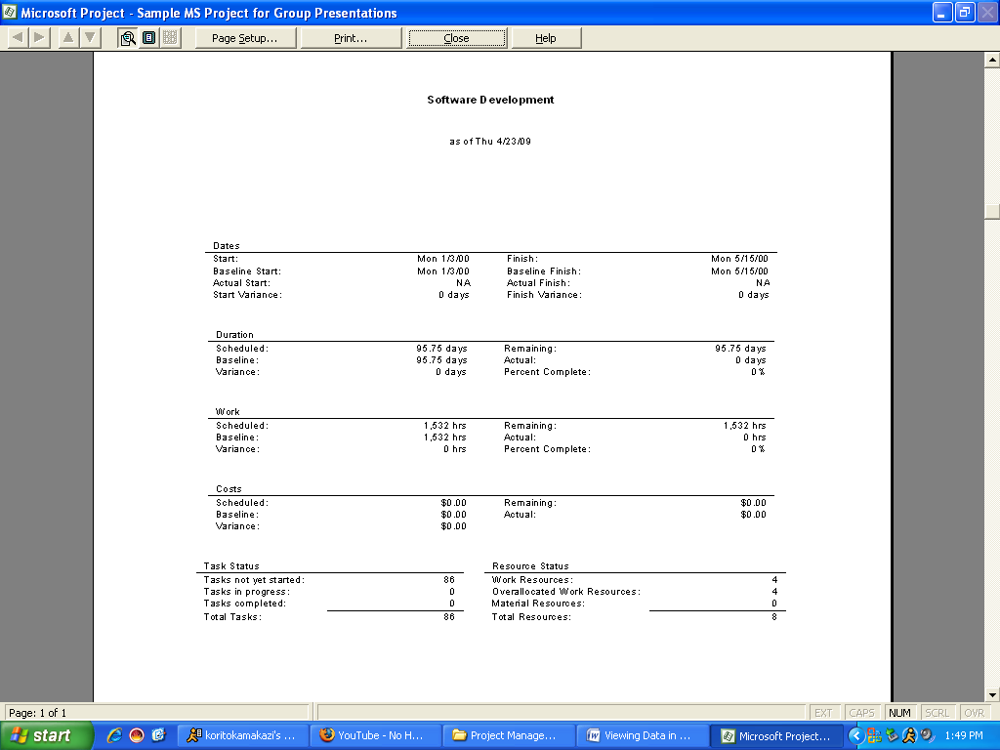 Microsoft Project - Sample MS Project for Group Presentations
Page Setup... Print... Close Help
Software Development
as of Thu 4/23/09
Dates
Start: Mon 1/3/00 Finish: Mon 5/15/00
Baseline Start: Mon 1/3/00 Baseline Finish: Mon 5/15/00
Actual Start: NA Actual Finish: NA
Start Variance: 0 days Finish Variance: 0 days
Duration
Scheduled: 95.75 days Remaining: 95.75 days
Baseline: 95.75 days Actual: 0 days
Variance: 0 days Percent Complete: 0%
Work
Scheduled: 1,532 hrs Remaining: 1,532 hrs
Baseline: 1,532 hrs Actual: 0 hrs
Variance: 0 hrs Percent Complete: 0%
Costs
Scheduled: $0.00 Remaining: $0.00
Baseline: $0.00 Actual: $0.00
Variance: $0.00
Task Status Resource Status
Tasks not yet started: 86 Work Resources: 4
Tasks in progress: 0 Overallocated Work Resources: 4
Tasks completed: 0 Material Resources: 0
Total Tasks: 86 Total Resources: 8
Page: 1 of 1 EXT CAPS NUM SCRL OVR
start koritokamakazi's ... YouTube - No H... Project Manage... Viewing Data in ... Microsoft Project... 1:49 PM